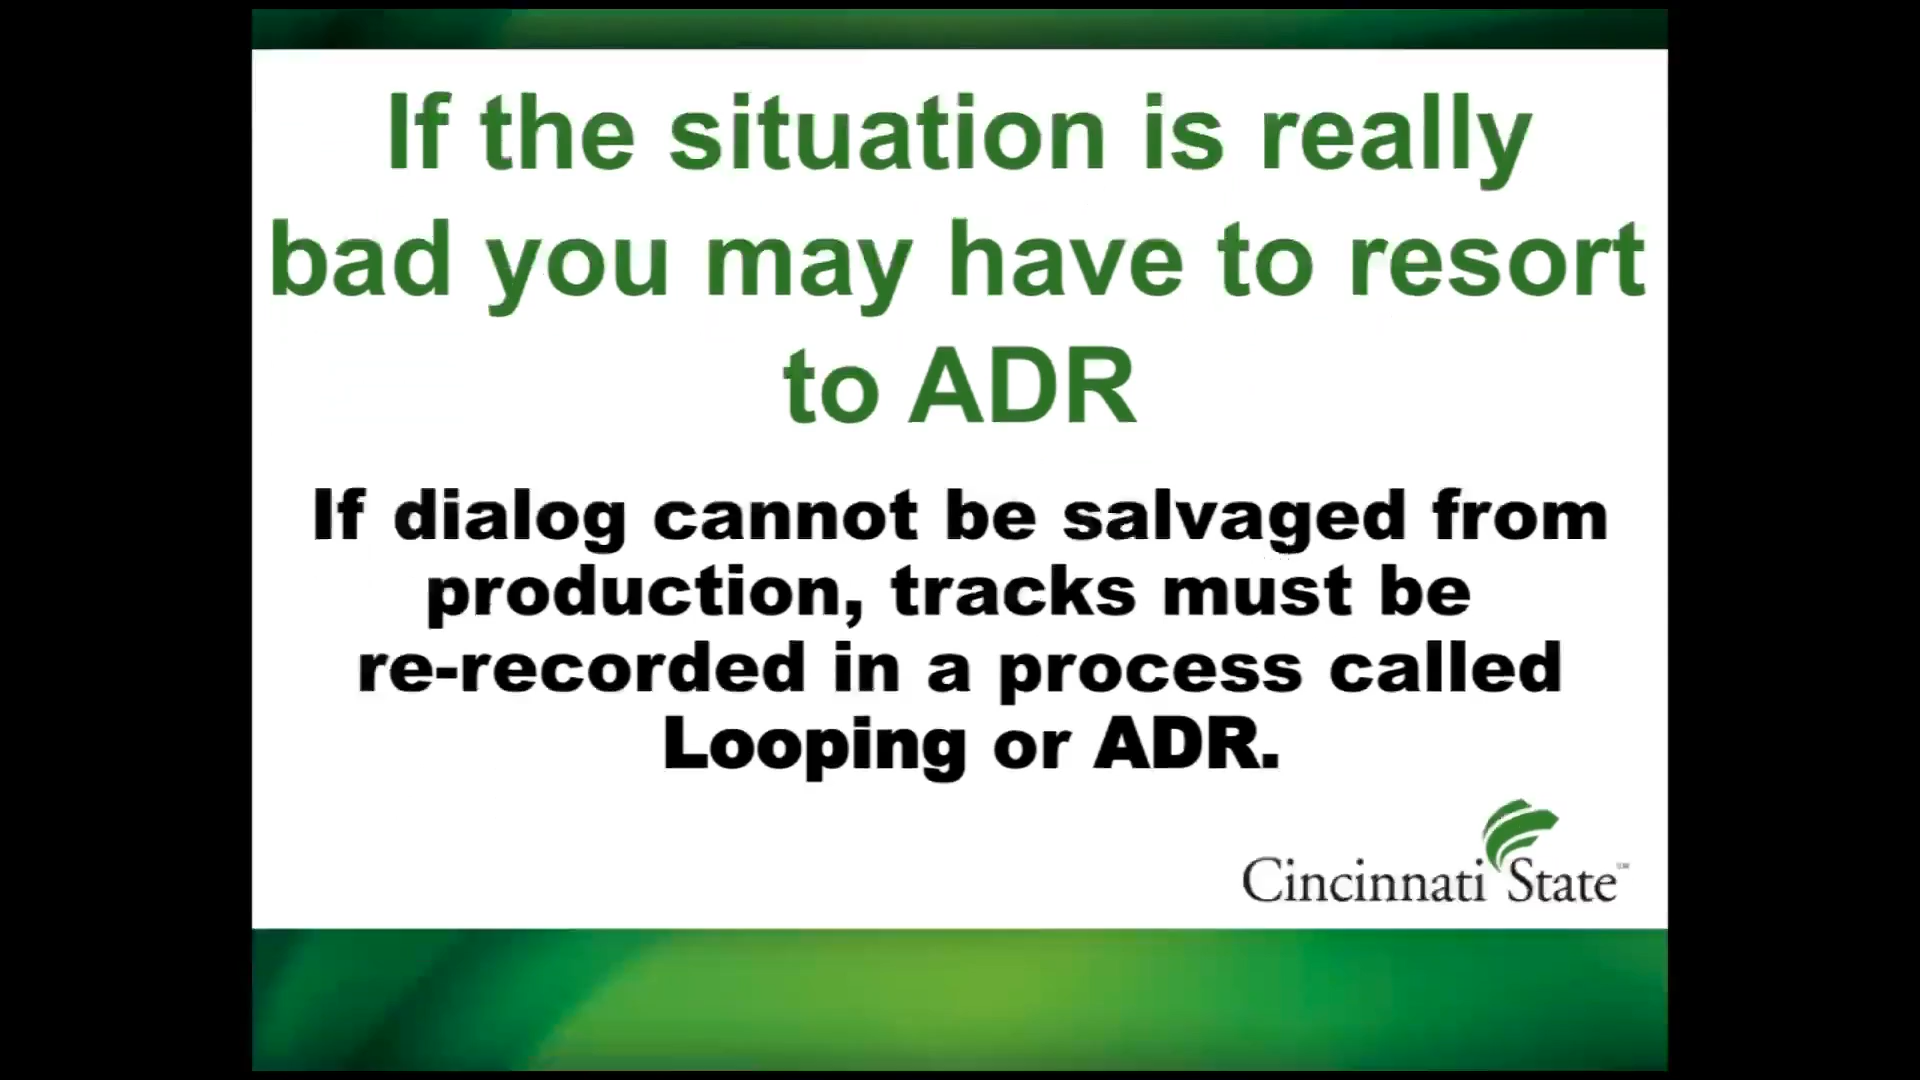 If the situation is really
bad you may have to resort
to ADR
If dialog cannot be salvaged from
production, tracks must be
re-recorded in a process called
Looping or ADR.
Cincinnati State